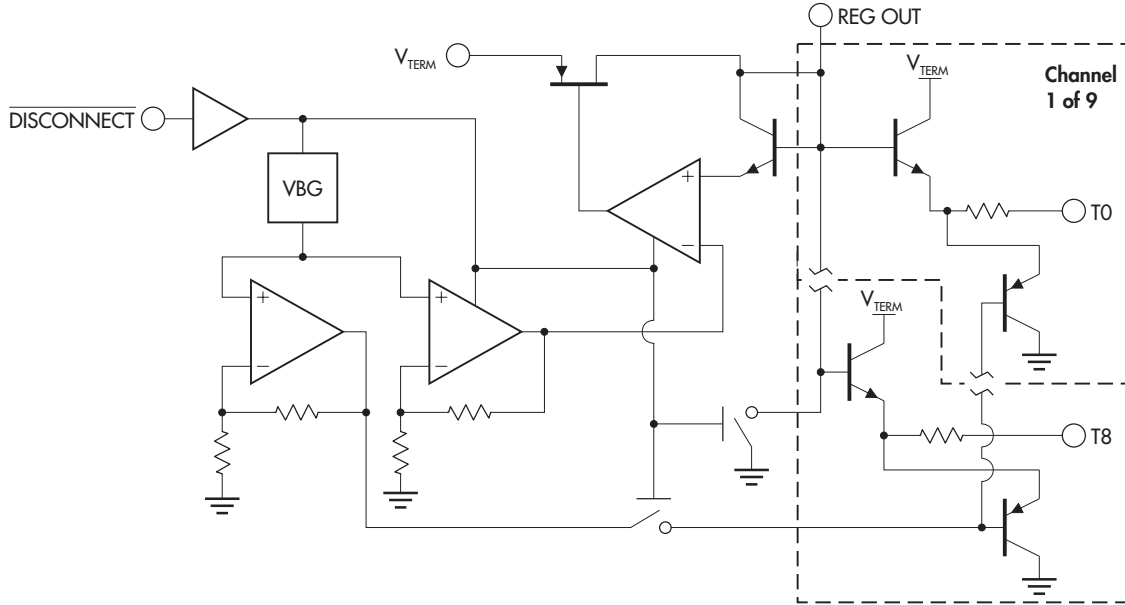 REG OUT
V_TERM
V_TERM
Channel
1 of 9
DISCONNECT
VBG
+
−
T0
+
−
+
−
V_TERM
T8